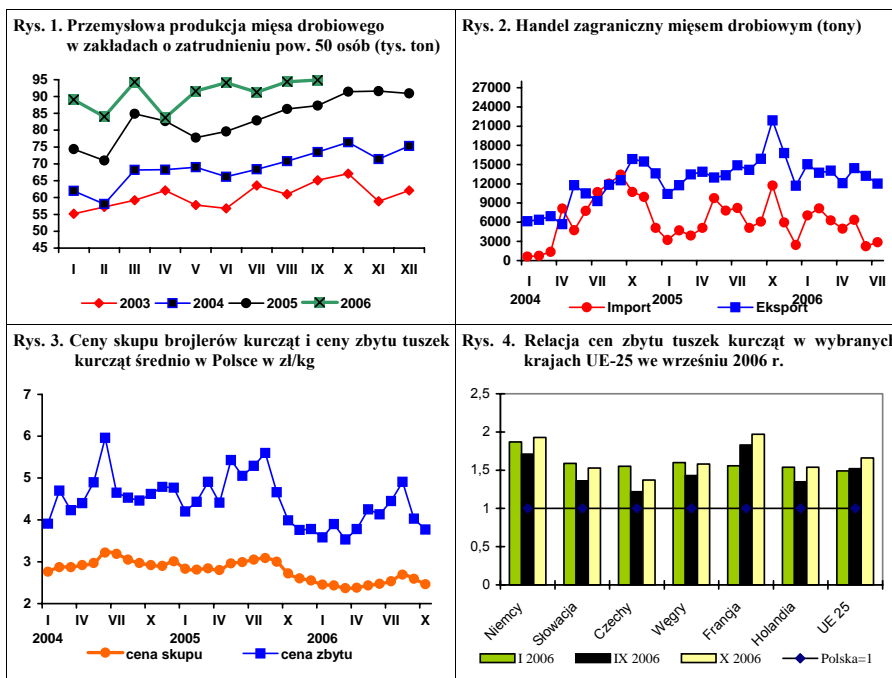 Rys. 1. Przemysłowa produkcja mięsa drobiowego
w zakładach o zatrudnieniu pow. 50 osób (tys. ton)
95
90
85
80
75
70
65
60
55
50
45
I II III IV V VI VII VIII IX X XI XII
2003 2004 2005 2006
Rys. 2. Handel zagraniczny mięsem drobiowym (tony)
27000
24000
21000
18000
15000
12000
9000
6000
3000
0
I IV VII X I IV VII X I IV VII
2004 2005 2006
Import Eksport
Rys. 3. Ceny skupu brojlerów kurcząt i ceny zbytu tuszek
kurcząt średnio w Polsce w zł/kg
7
6
5
4
3
2
I IV VII X I IV VII X I IV VII X
2004 2005 2006
cena skupu cena zbytu
Rys. 4. Relacja cen zbytu tuszek kurcząt w wybranych
krajach UE-25 we wrześniu 2006 r.
2,5
2
1,5
1
0,5
0
Niemcy Słowacja Czechy Węgry Francja Holandia UE 25
I 2006 IX 2006 X 2006 Polska=1